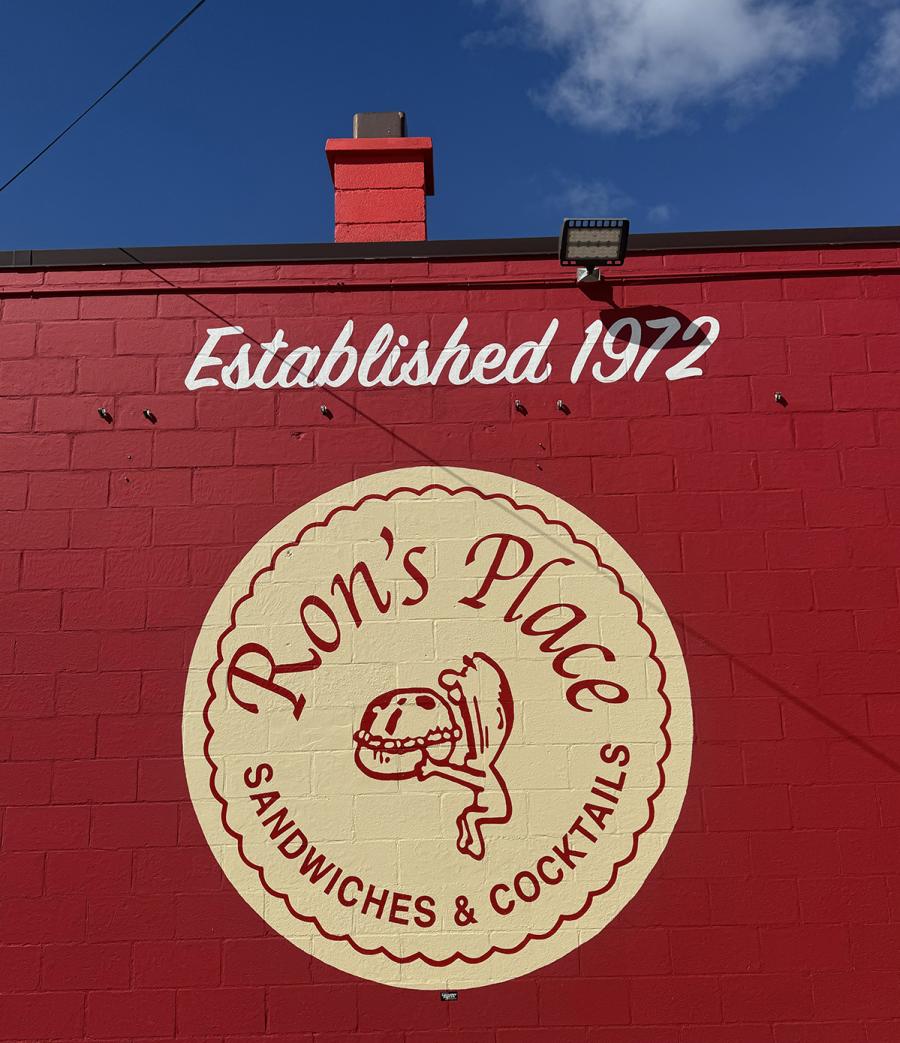 Established 1972
Ron's Place
SANDWICHES & COCKTAILS